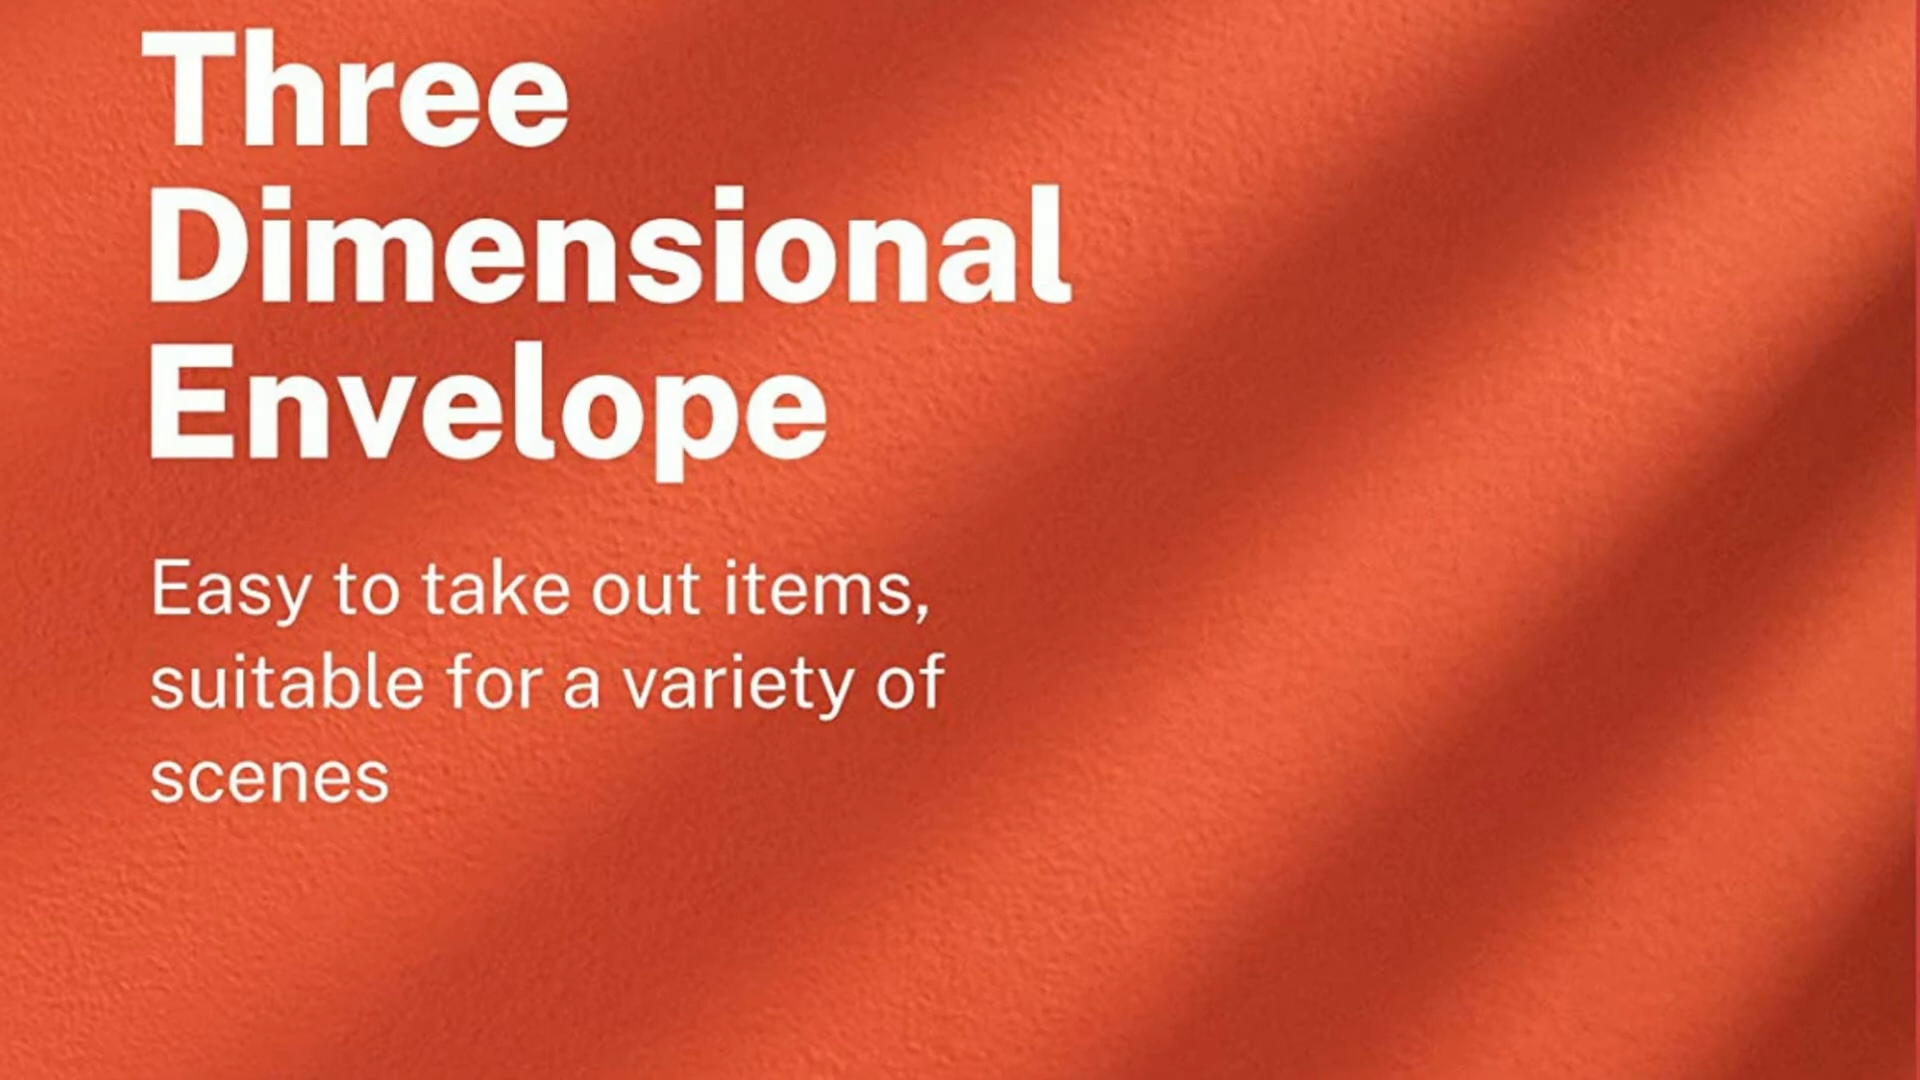 Three
Dimensional
Envelope
Easy to take out items,
suitable for a variety of
scenes